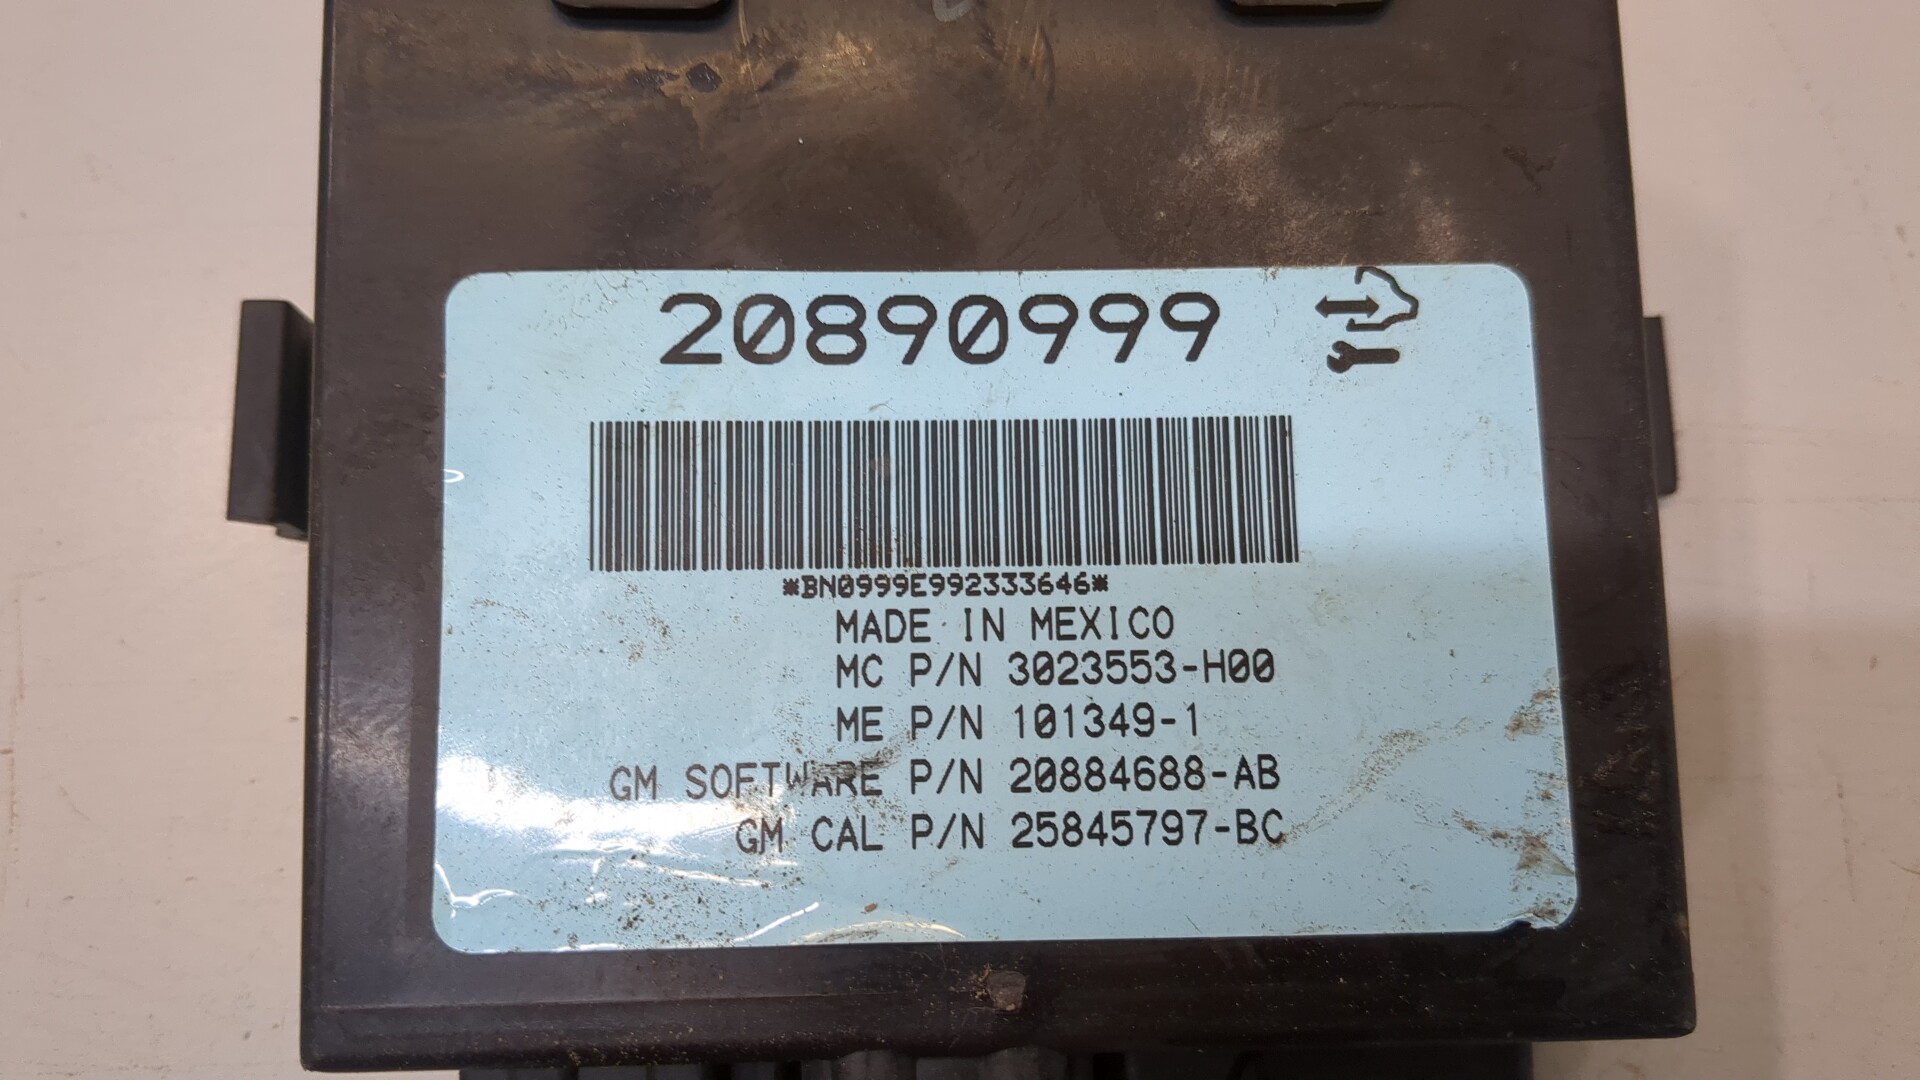 20890999
*BN0999E992333646*
MADE IN MEXICO
MC P/N 3023553-H00
ME P/N 101349-1
GM SOFTWARE P/N 20884688-AB
GM CAL P/N 25845797-BC